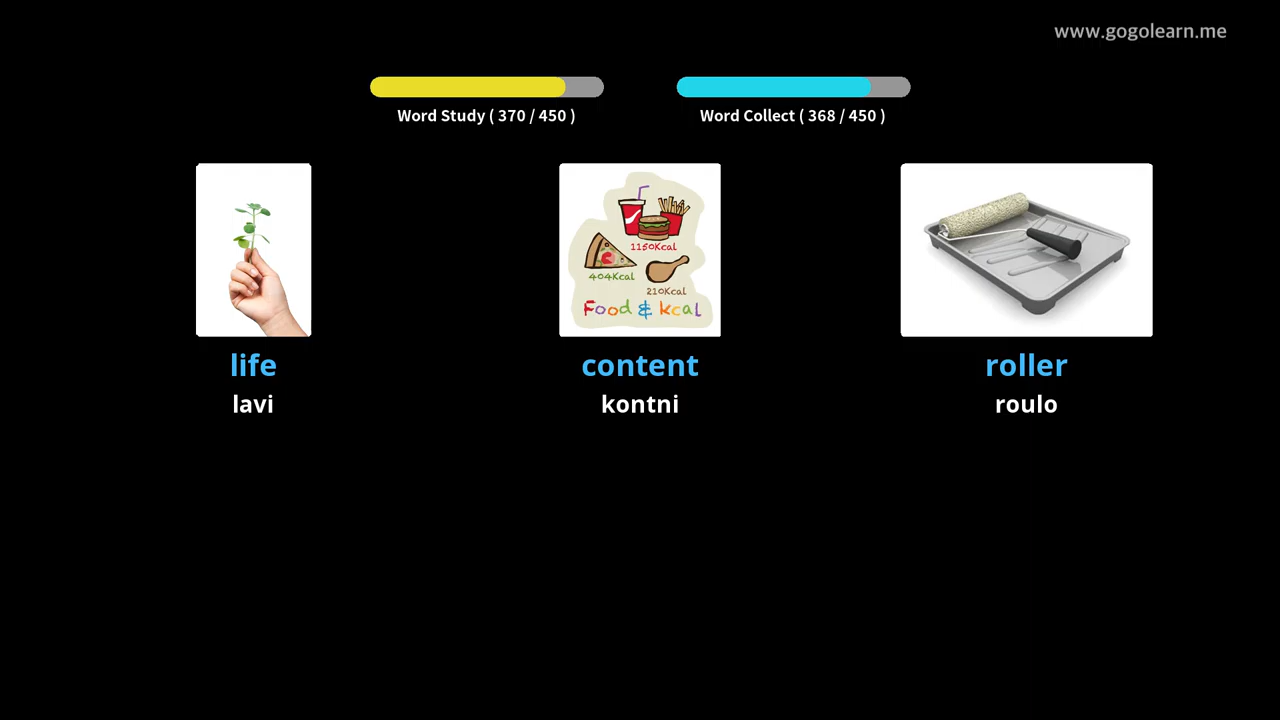 www.gogolearn.me
Word Study ( 370 / 450 )
Word Collect ( 368 / 450 )
1150Kcal
404Kcal
210Kcal
Food & kcal
life
content
roller
lavi
kontni
roulo